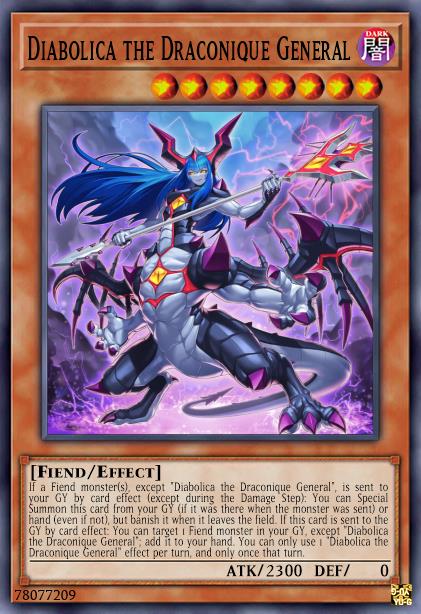 DIABOLICA THE DRACONIQUE GENERAL
DARK
闇
[FIEND/EFFECT]
If a Fiend monster(s), except "Diabolica the Draconique General", is sent to
your GY by card effect (except during the Damage Step): You can Special
Summon this card from your GY (if it was there when the monster was sent) or
hand (even if not), but banish it when it leaves the field. If this card is sent to the
GY by card effect: You can target 1 Fiend monster in your GY, except "Diabolica
the Draconique General"; add it to your hand. You can only use 1 "Diabolica the
Draconique General" effect per turn, and only once that turn.
ATK/2300 DEF/ 0
78077209